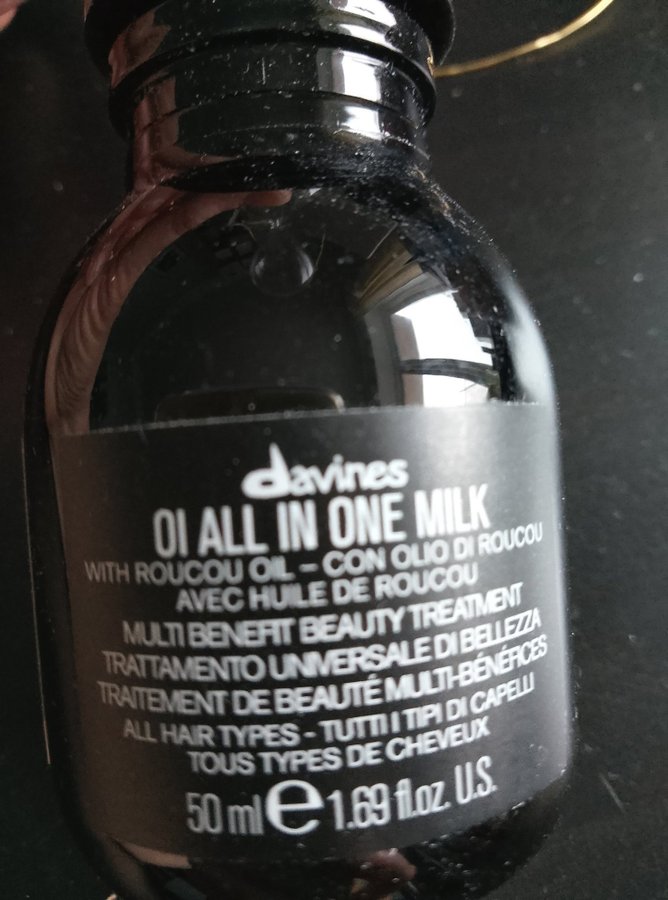 davines
OI ALL IN ONE MILK
WITH ROUCOU OIL – CON OLIO DI ROUCOU
AVEC HUILE DE ROUCOU
MULTI BENEFIT BEAUTY TREATMENT
TRATTAMENTO UNIVERSALE DI BELLEZZA
TRAITEMENT DE BEAUTÉ MULTI-BÉNÉFICES
ALL HAIR TYPES - TUTTI I TIPI DI CAPELLI
TOUS TYPES DE CHEVEUX
50 ml e 1.69 fl.oz. U.S.